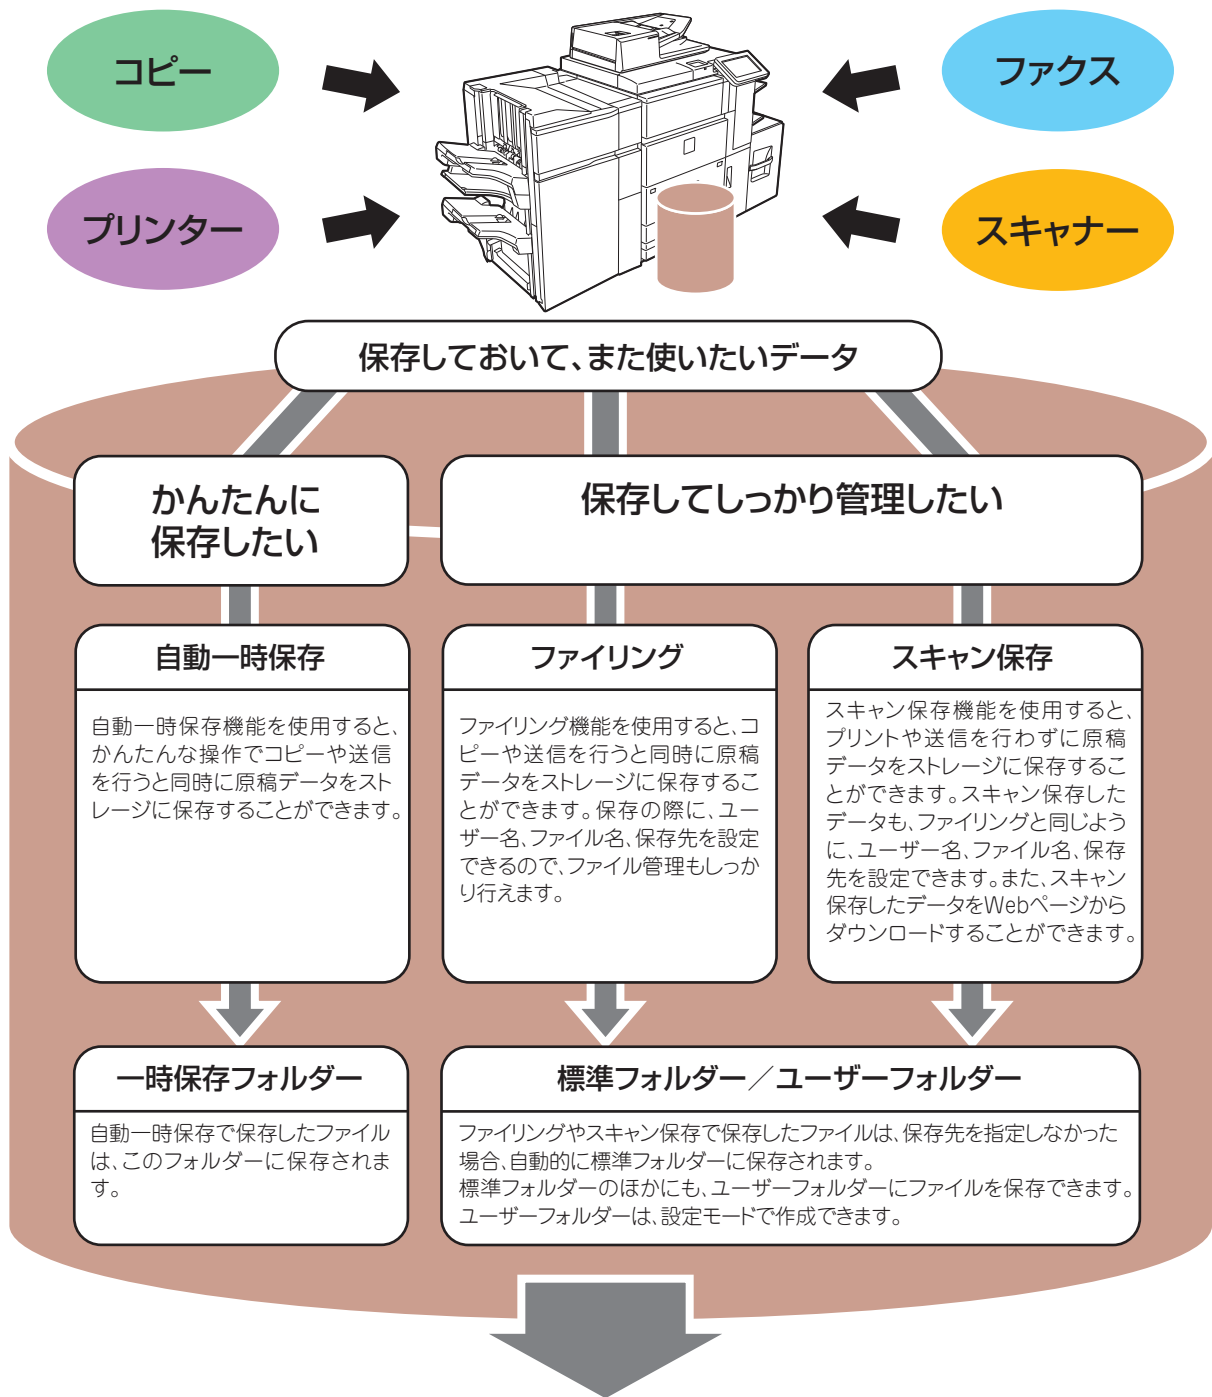 コピー
ファクス
プリンター
スキャナー
保存しておいて、また使いたいデータ
かんたんに
保存したい
保存してしっかり管理したい
自動一時保存
自動一時保存機能を使用すると、
かんたんな操作でコピーや送信
を行うと同時に原稿データをスト
レージに保存することができます。
ファイリング
ファイリング機能を使用すると、コ
ピーや送信を行うと同時に原稿
データをストレージに保存するこ
とができます。保存の際に、ユー
ザー名、ファイル名、保存先を設定
できるので、ファイル管理もしっか
り行えます。
スキャン保存
スキャン保存機能を使用すると、
プリントや送信を行わずに原稿
データをストレージに保存するこ
とができます。スキャン保存した
データも、ファイリングと同じよう
に、ユーザー名、ファイル名、保存
先を設定できます。また、スキャン
保存したデータをWebページから
ダウンロードすることができます。
一時保存フォルダー
自動一時保存で保存したファイル
は、このフォルダーに保存されま
す。
標準フォルダー／ユーザーフォルダー
ファイリングやスキャン保存で保存したファイルは、保存先を指定しなかった
場合、自動的に標準フォルダーに保存されます。
標準フォルダーのほかにも、ユーザーフォルダーにファイルを保存できます。
ユーザーフォルダーは、設定モードで作成できます。